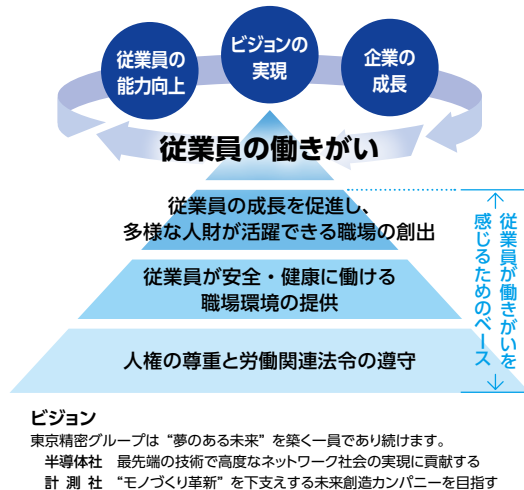 従業員の
能力向上
ビジョンの
実現
企業の
成長
従業員の働きがい
従業員の成長を促進し、
多様な人財が活躍できる職場の創出
従業員が安全・健康に働ける
職場環境の提供
人権の尊重と労働関連法令の遵守
従業員が働きがいを
感じるためのベース
ビジョン
東京精密グループは“夢のある未来”を築く一員であり続けます。
半導体社 最先端の技術で高度なネットワーク社会の実現に貢献する
計測社 “モノづくり革新”を下支えする未来創造カンパニーを目指す